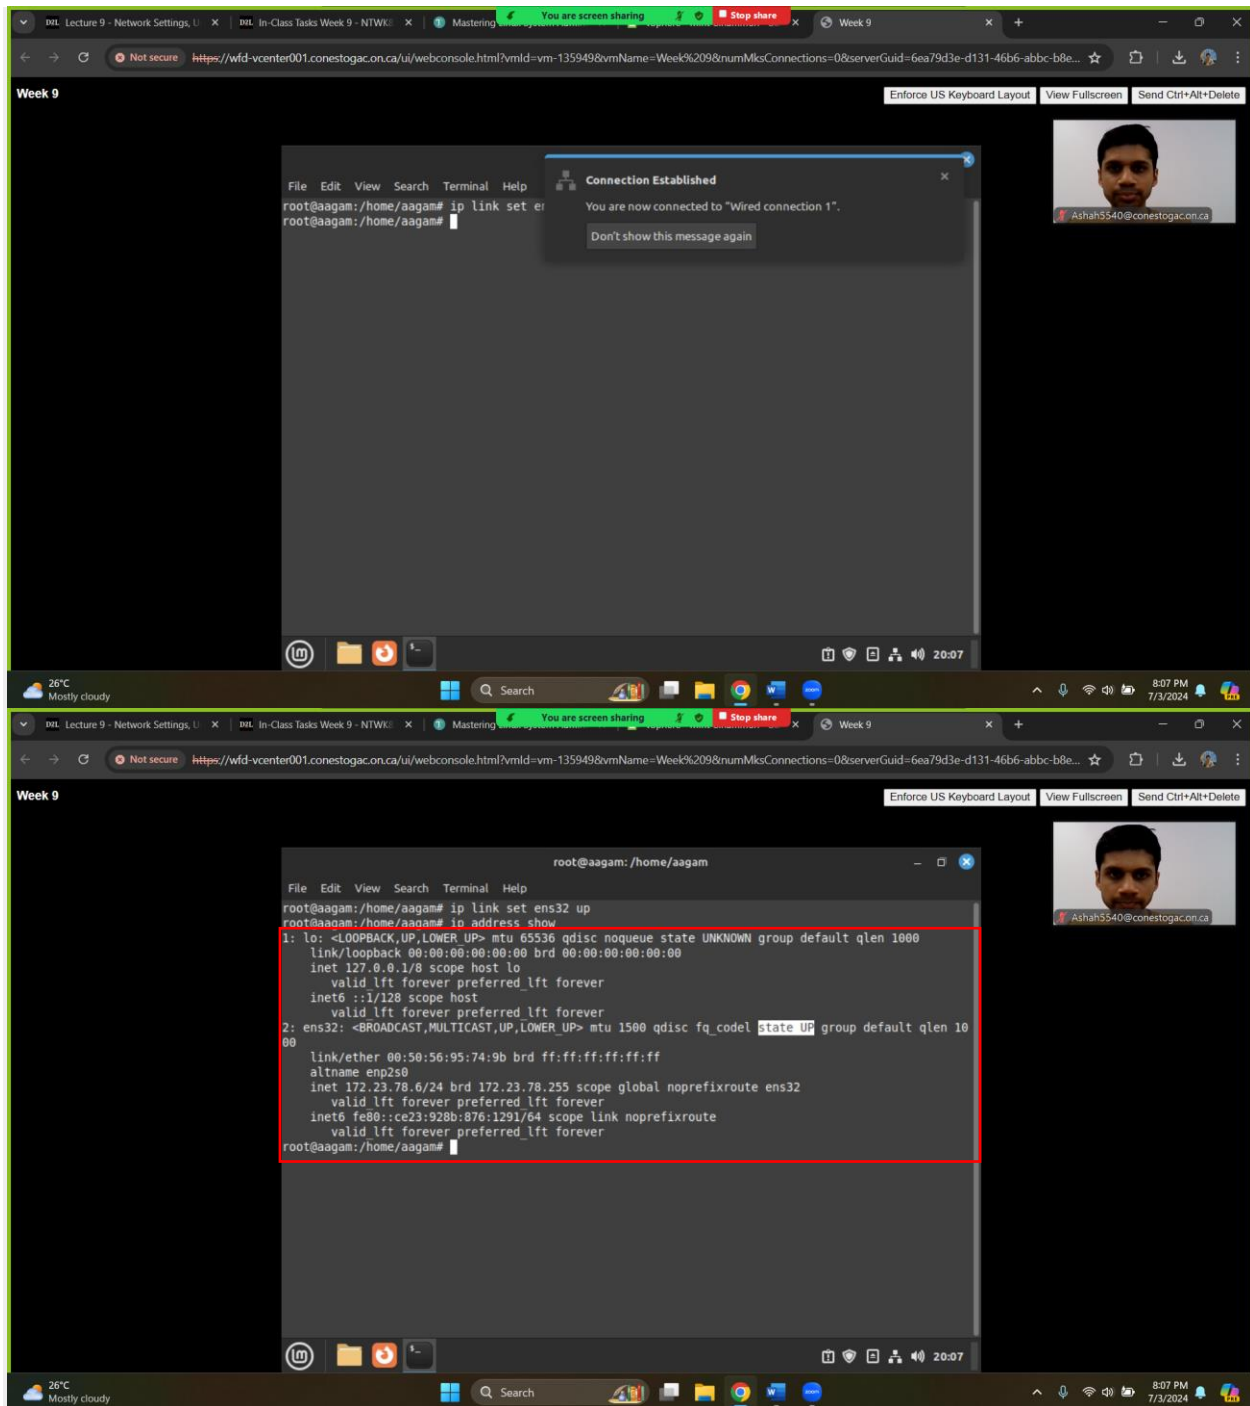 Lecture 9 - Network Settings, U
In-Class Tasks Week 9 - NTWK8
Mastering
You are screen sharing
Stop share
Week 9
Not secure
https://wfd-vcenter001.conestogac.on.ca/ui/webconsole.html?vmId=vm-135949&vmName=Week%209&numMksConnections=0&serverGuid=6ea79d3e-d131-46b6-abbc-b8e...
Week 9
Enforce US Keyboard Layout
View Fullscreen
Send Ctrl+Alt+Delete
Ashah5540@conestogac.on.ca
File Edit View Search Terminal Help
Connection Established
You are now connected to "Wired connection 1".
Don't show this message again
root@aagam:/home/aagam# ip link set en
root@aagam:/home/aagam#
20:07
26°C
Mostly cloudy
Search
8:07 PM
7/3/2024
Lecture 9 - Network Settings, U
In-Class Tasks Week 9 - NTWK8
Mastering
You are screen sharing
Stop share
Week 9
Not secure
https://wfd-vcenter001.conestogac.on.ca/ui/webconsole.html?vmId=vm-135949&vmName=Week%209&numMksConnections=0&serverGuid=6ea79d3e-d131-46b6-abbc-b8e...
Week 9
Enforce US Keyboard Layout
View Fullscreen
Send Ctrl+Alt+Delete
Ashah5540@conestogac.on.ca
root@aagam: /home/aagam
File Edit View Search Terminal Help
root@aagam:/home/aagam# ip link set ens32 up
root@aagam:/home/aagam# ip address show
1: lo: <LOOPBACK,UP,LOWER_UP> mtu 65536 qdisc noqueue state UNKNOWN group default qlen 1000
link/loopback 00:00:00:00:00:00 brd 00:00:00:00:00:00
inet 127.0.0.1/8 scope host lo
valid_lft forever preferred_lft forever
inet6 ::1/128 scope host
valid_lft forever preferred_lft forever
2: ens32: <BROADCAST,MULTICAST,UP,LOWER_UP> mtu 1500 qdisc fq_codel state UP group default qlen 10
00
link/ether 00:50:56:95:74:9b brd ff:ff:ff:ff:ff:ff
altname enp2s0
inet 172.23.78.6/24 brd 172.23.78.255 scope global noprefixroute ens32
valid_lft forever preferred_lft forever
inet6 fe80::ce23:928b:876:1291/64 scope link noprefixroute
valid_lft forever preferred_lft forever
root@aagam:/home/aagam#
20:07
26°C
Mostly cloudy
Search
8:07 PM
7/3/2024